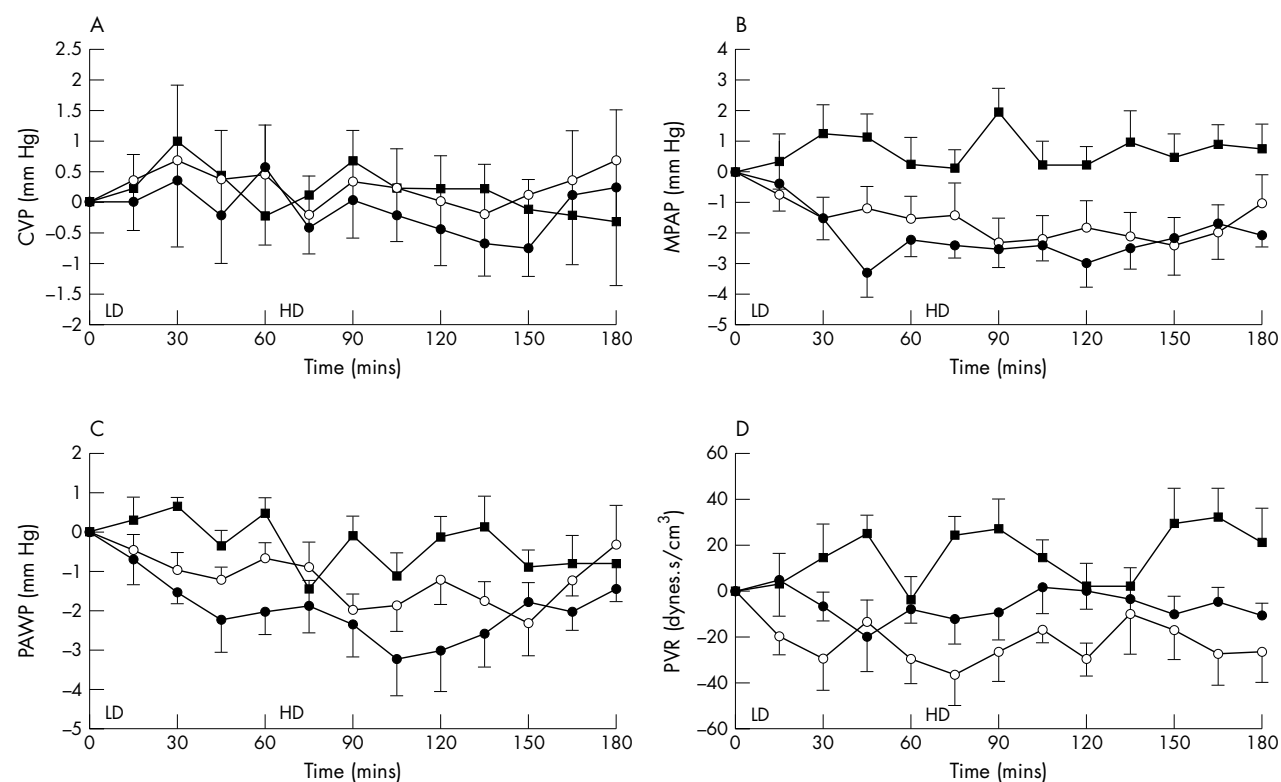 A
2.5
2
1.5
1
0.5
0
–0.5
–1
–1.5
–2
CVP (mm Hg)
LD
HD
0 30 60 90 120 150 180
Time (mins)
B
4
3
2
1
0
–1
–2
–3
–4
–5
MPAP (mm Hg)
LD
HD
0 30 60 90 120 150 180
Time (mins)
C
2
1
0
–1
–2
–3
–4
–5
PAWP (mm Hg)
LD
HD
0 30 60 90 120 150 180
Time (mins)
D
60
40
20
0
–20
–40
–60
PVR (dynes.s/cm³)
LD
HD
0 30 60 90 120 150 180
Time (mins)